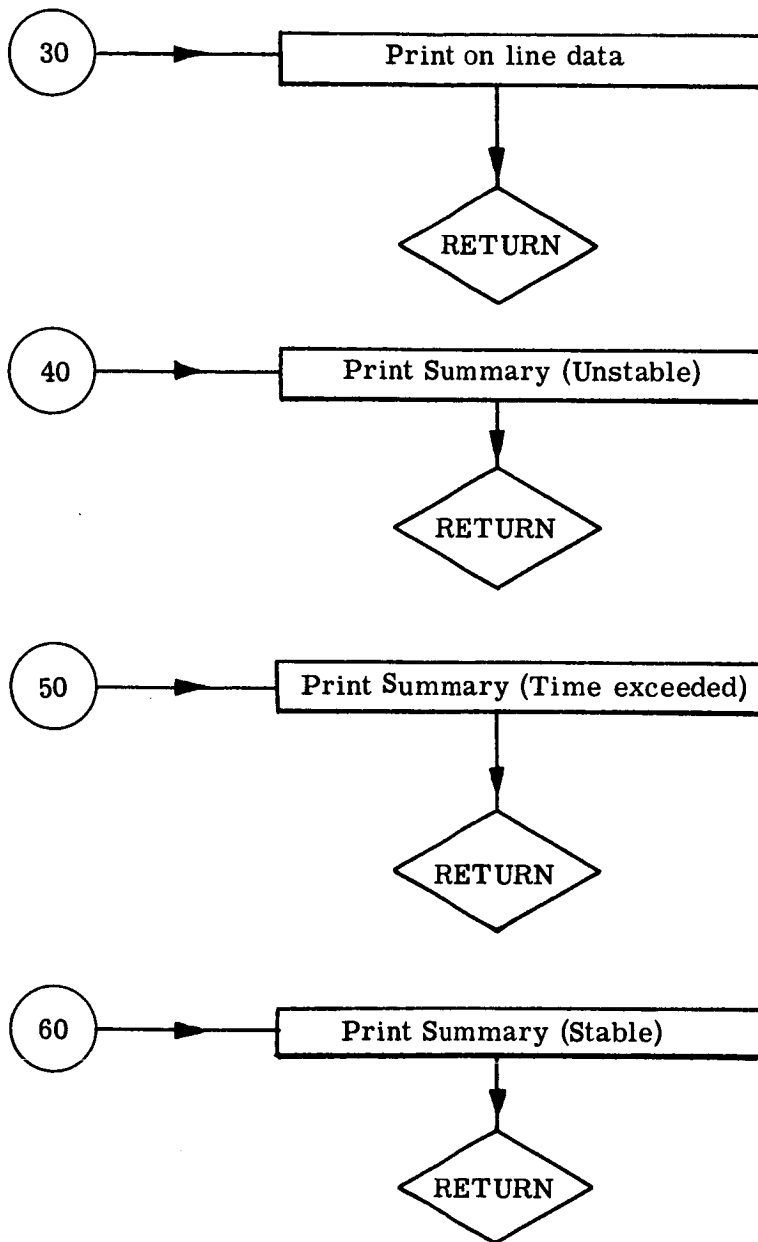 30
Print on line data
RETURN
40
Print Summary (Unstable)
RETURN
50
Print Summary (Time exceeded)
RETURN
60
Print Summary (Stable)
RETURN